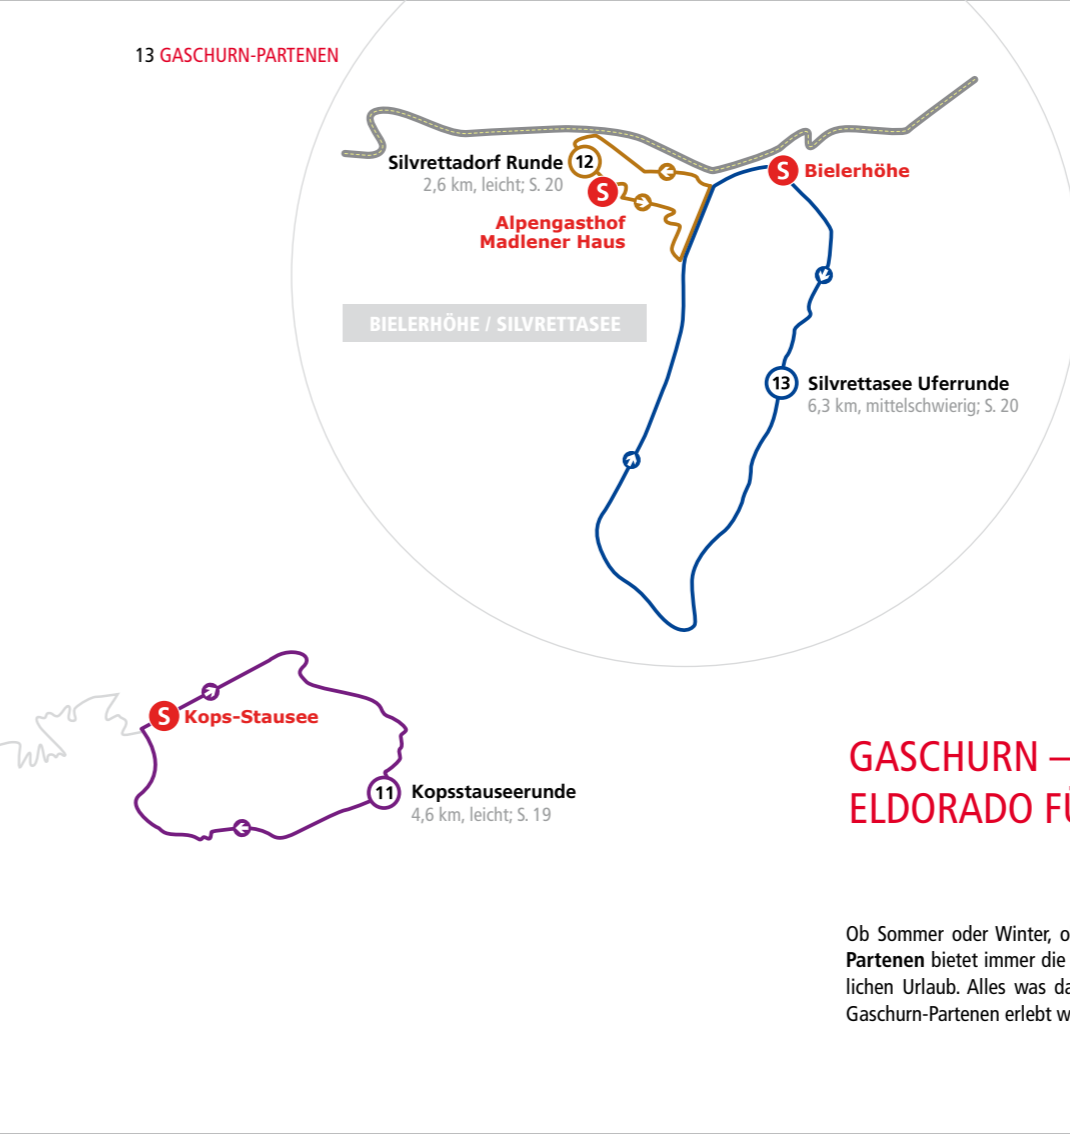 13 GASCHURN-PARTENEN
Silvrettadorf Runde 12
2,6 km, leicht; S. 20
S
Alpengasthof
Madlener Haus
S Bielerhöhe
BIELERHÖHE / SILVRETTASEE
13 Silvrettasee Uferrunde
6,3 km, mittelschwierig; S. 20
S Kops-Stausee
11 Kopsstauseerunde
4,6 km, leicht; S. 19
GASCHURN –
ELDORADO FÜ
Ob Sommer oder Winter, o
Partenen bietet immer die
lichen Urlaub. Alles was da
Gaschurn-Partenen erlebt w